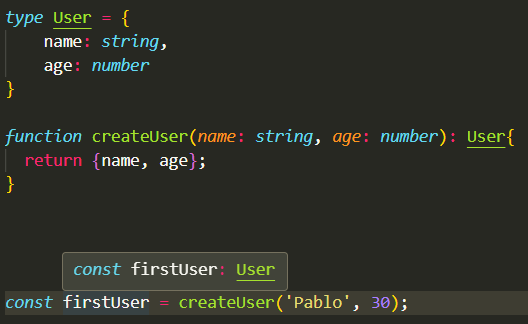 type User = {
name: string,
age: number
}
function createUser(name: string, age: number): User{
return {name, age};
}
const firstUser: User
const firstUser = createUser('Pablo', 30);